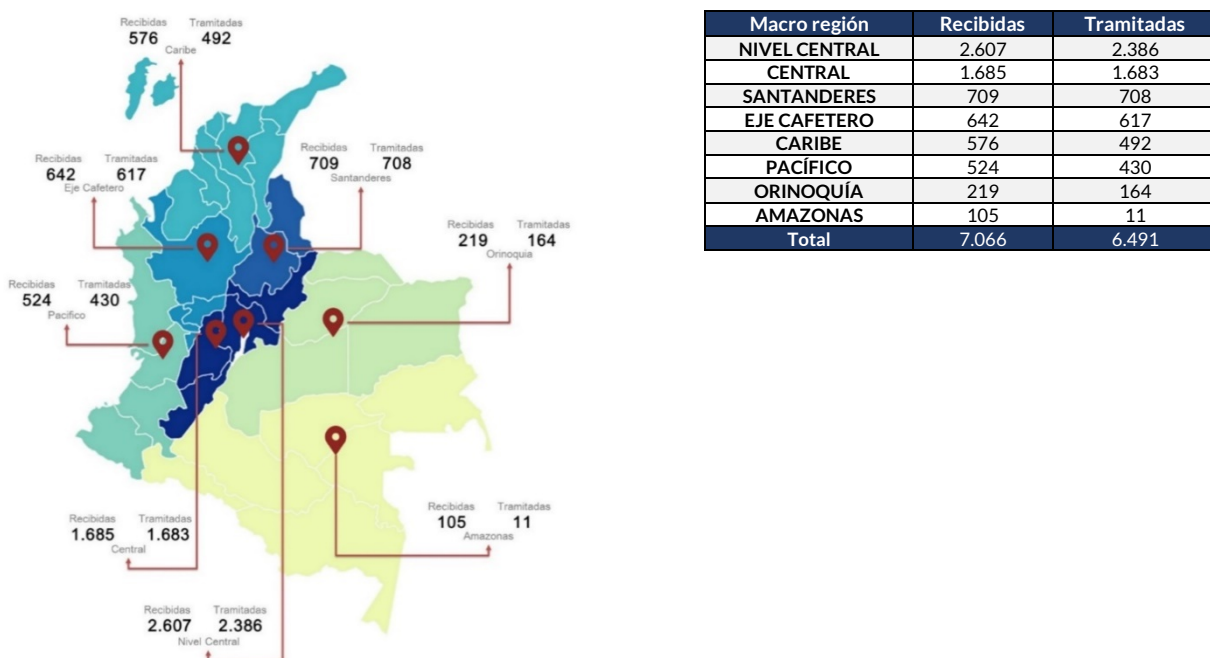 Recibidas Tramitadas
576 492
Caribe
Recibidas Tramitadas
709 708
Santanderes
Recibidas Tramitadas
642 617
Eje Cafetero
Recibidas Tramitadas
219 164
Orinoquia
Recibidas Tramitadas
524 430
Pacifico
Recibidas Tramitadas
1.685 1.683
Central
Recibidas Tramitadas
105 11
Amazonas
Recibidas Tramitadas
2.607 2.386
Nivel Central
Macro región Recibidas Tramitadas
NIVEL CENTRAL 2.607 2.386
CENTRAL 1.685 1.683
SANTANDERES 709 708
EJE CAFETERO 642 617
CARIBE 576 492
PACÍFICO 524 430
ORINOQUÍA 219 164
AMAZONAS 105 11
Total 7.066 6.491